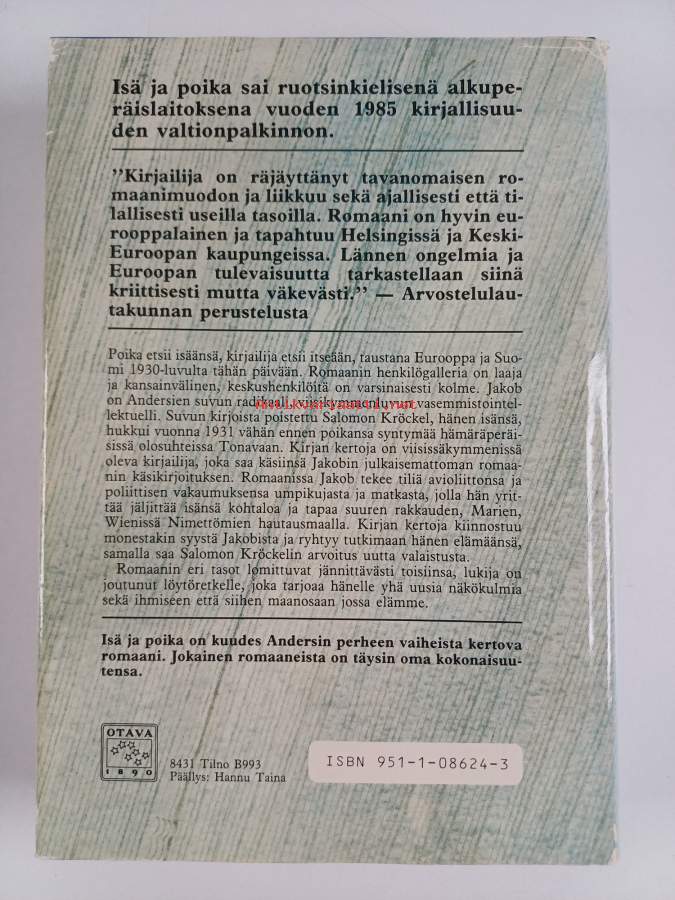 Isä ja poika sai ruotsinkielisenä alkupe-
räislaitoksena vuoden 1985 kirjallisuu-
den valtionpalkinnon.
”Kirjailija on räjäyttänyt tavanomaisen ro-
maanimuodon ja liikkuu sekä ajallisesti että ti-
lallisesti useilla tasoilla. Romaani on hyvin eu-
rooppalainen ja tapahtuu Helsingissä ja Keski-
Euroopan kaupungeissa. Lännen ongelmia ja
Euroopan tulevaisuutta tarkastellaan siinä
kriittisesti mutta väkevästi.” — Arvostelulau-
takunnan perustelusta
Poika etsii isäänsä, kirjailija etsii itseään, taustana Eurooppa ja Suo-
mi 1930-luvulta tähän päivään. Romaanin henkilögalleria on laaja
ja kansainvälinen, keskushenkilöitä on varsinaisesti kolme. Jakob
on Andersien suvun radikaali, viisikymmenluvun vasemmistointel-
lektuelli. Suvun kirjoista poistettu Salomon Kröckel, hänen isänsä,
hukkui vuonna 1931 vähän ennen poikansa syntymää hämäräperäi-
sissä olosuhteissa Tonavaan. Kirjan kertoja on viisissäkymmenissä
oleva kirjailija, joka saa käsiinsä Jakobin julkaisemattoman romaa-
nin käsikirjoituksen. Romaanissa Jakob tekee tiliä avioliittonsa ja
poliittisen vakaumuksensa umpikujasta ja matkasta, jolla hän yrit-
tää jäljittää isänsä kohtaloa ja tapaa suuren rakkauden, Marien,
Wienissä Nimettömien hautausmaalla. Kirjan kertoja kiinnostuu
monestakin syystä Jakobista ja ryhtyy tutkimaan hänen elämäänsä,
samalla saa Salomon Kröckelin arvoitus uutta valaistusta.
Romaanin eri tasot lomittuvat jännittävästi toisiinsa, lukija on
joutunut löytöretkelle, joka tarjoaa hänelle yhä uusia näkökulmia
sekä ihmiseen että siihen maanosaan jossa elämme.
Isä ja poika on kuudes Andersin perheen vaiheista kertova
romaani. Jokainen romaaneista on täysin oma kokonaisuu-
tensa.
OTAVA
1890
8431 Tilno B993
Päällys: Hannu Taina
ISBN 951-1-08624-3